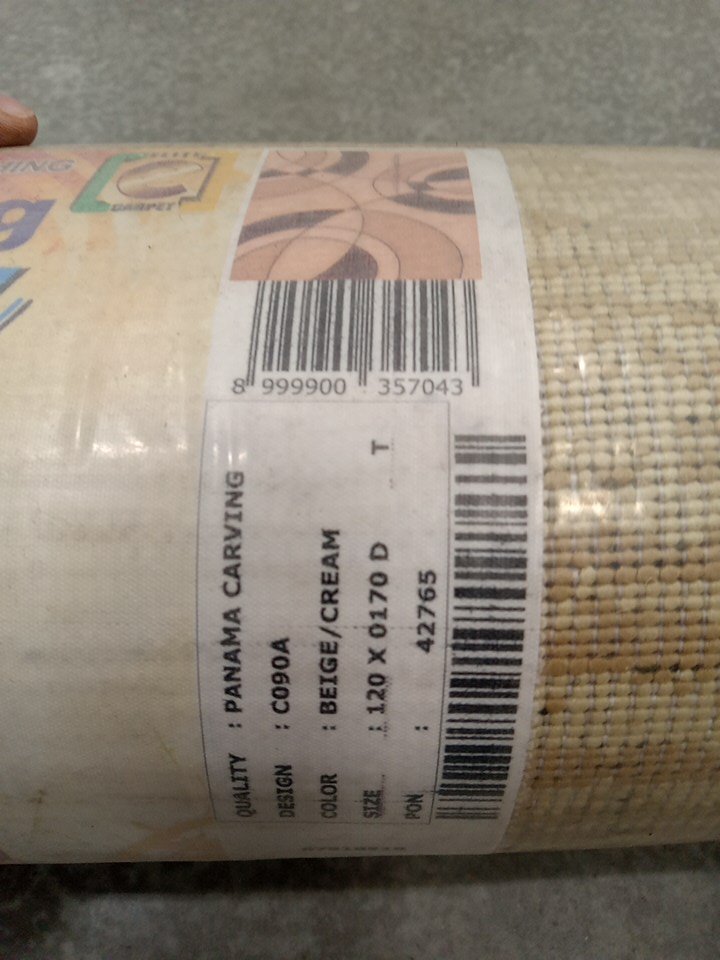 CARPET
8 999900 357043
QUALITY : PANAMA CARVING
DESIGN : C090A
COLOR : BEIGE/CREAM
SIZE : 120 X 0170 D T
PON : 42765